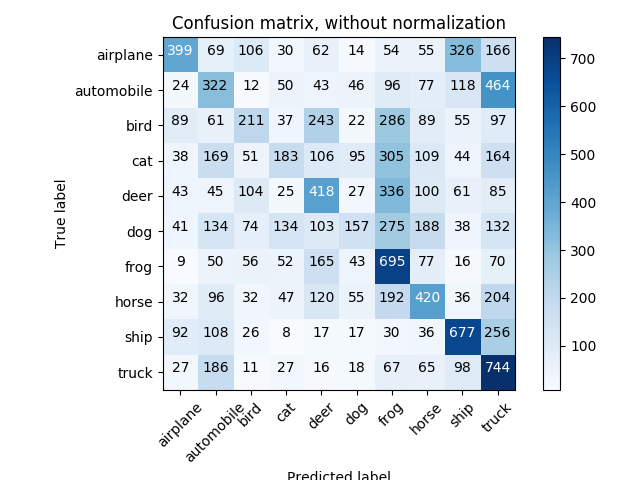 Confusion matrix, without normalization
airplane 399 69 106 30 62 14 54 55 326 166
automobile 24 322 12 50 43 46 96 77 118 464
bird 89 61 211 37 243 22 286 89 55 97
cat 38 169 51 183 106 95 305 109 44 164
deer 43 45 104 25 418 27 336 100 61 85
dog 41 134 74 134 103 157 275 188 38 132
frog 9 50 56 52 165 43 695 77 16 70
horse 32 96 32 47 120 55 192 420 36 204
ship 92 108 26 8 17 17 30 36 677 256
truck 27 186 11 27 16 18 67 65 98 744
airplane automobile bird cat deer dog frog horse ship truck
True label
Predicted label
700
600
500
400
300
200
100